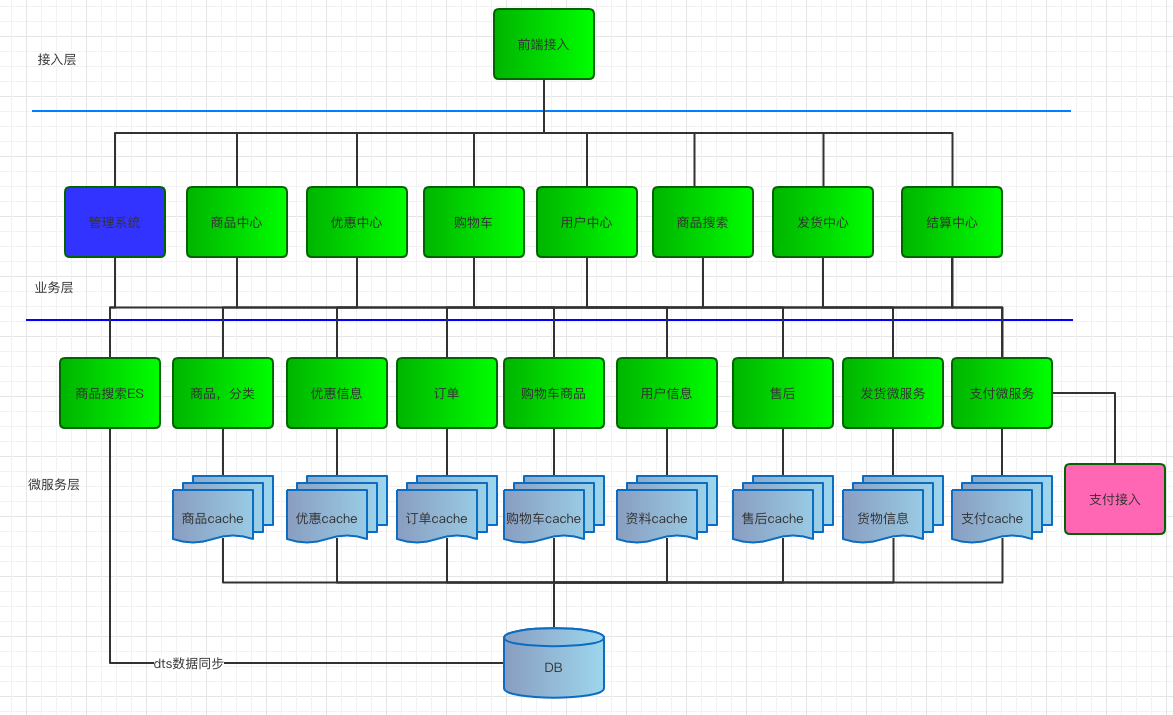 前端接入
接入层
管理系统
商品中心
优惠中心
购物车
用户中心
商品搜索
发货中心
结算中心
业务层
商品搜索ES
商品，分类
优惠信息
订单
购物车商品
用户信息
售后
发货微服务
支付微服务
微服务层
商品cache
优惠cache
订单cache
购物车cache
资料cache
售后cache
货物信息
支付cache
支付接入
dts数据同步
DB